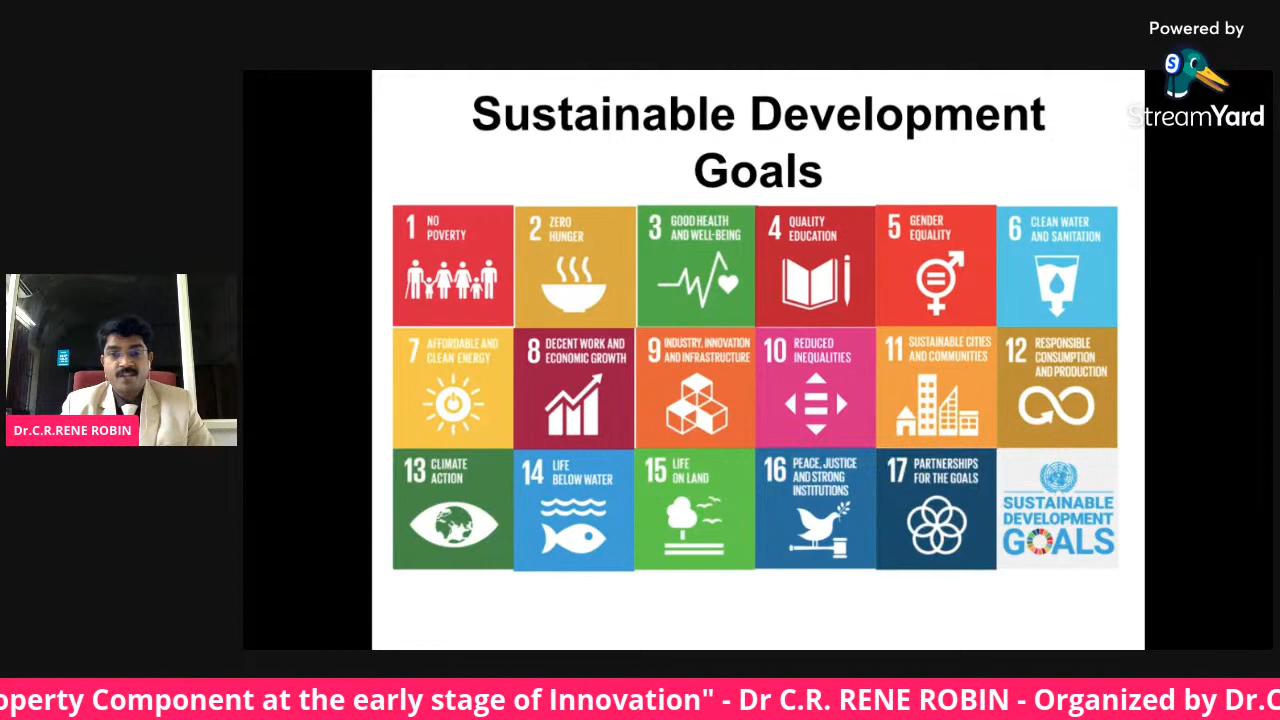 Powered by
StreamYard
Sustainable Development
Goals
1 NO
POVERTY
2 ZERO
HUNGER
3 GOOD HEALTH
AND WELL-BEING
4 QUALITY
EDUCATION
5 GENDER
EQUALITY
6 CLEAN WATER
AND SANITATION
7 AFFORDABLE AND
CLEAN ENERGY
8 DECENT WORK AND
ECONOMIC GROWTH
9 INDUSTRY, INNOVATION
AND INFRASTRUCTURE
10 REDUCED
INEQUALITIES
11 SUSTAINABLE CITIES
AND COMMUNITIES
12 RESPONSIBLE
CONSUMPTION
AND PRODUCTION
13 CLIMATE
ACTION
14 LIFE
BELOW WATER
15 LIFE
ON LAND
16 PEACE, JUSTICE
AND STRONG
INSTITUTIONS
17 PARTNERSHIPS
FOR THE GOALS
SUSTAINABLE
DEVELOPMENT
GOALS
Dr.C.R.RENE ROBIN
operty Component at the early stage of Innovation" - Dr C.R. RENE ROBIN - Organized by Dr.C